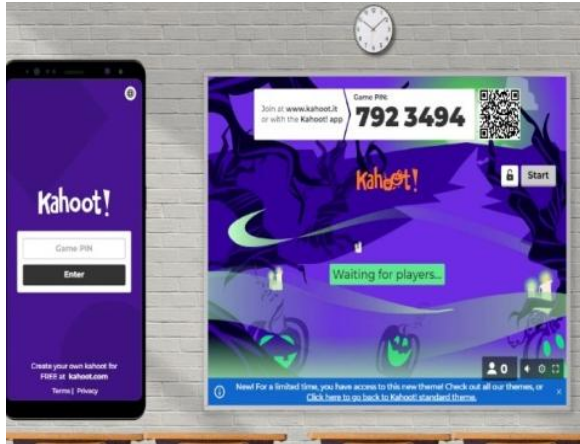 Kahoot!
Game PIN
Enter
Create your own kahoot for
FREE at kahoot.com
Terms | Privacy
Join at www.kahoot.it
or with the Kahoot! app
Game PIN:
792 3494
Kahoot!
Start
Waiting for players...
0
New! For a limited time, you have access to this new theme! Check out all our themes, or
Click here to go back to Kahoot! standard theme.